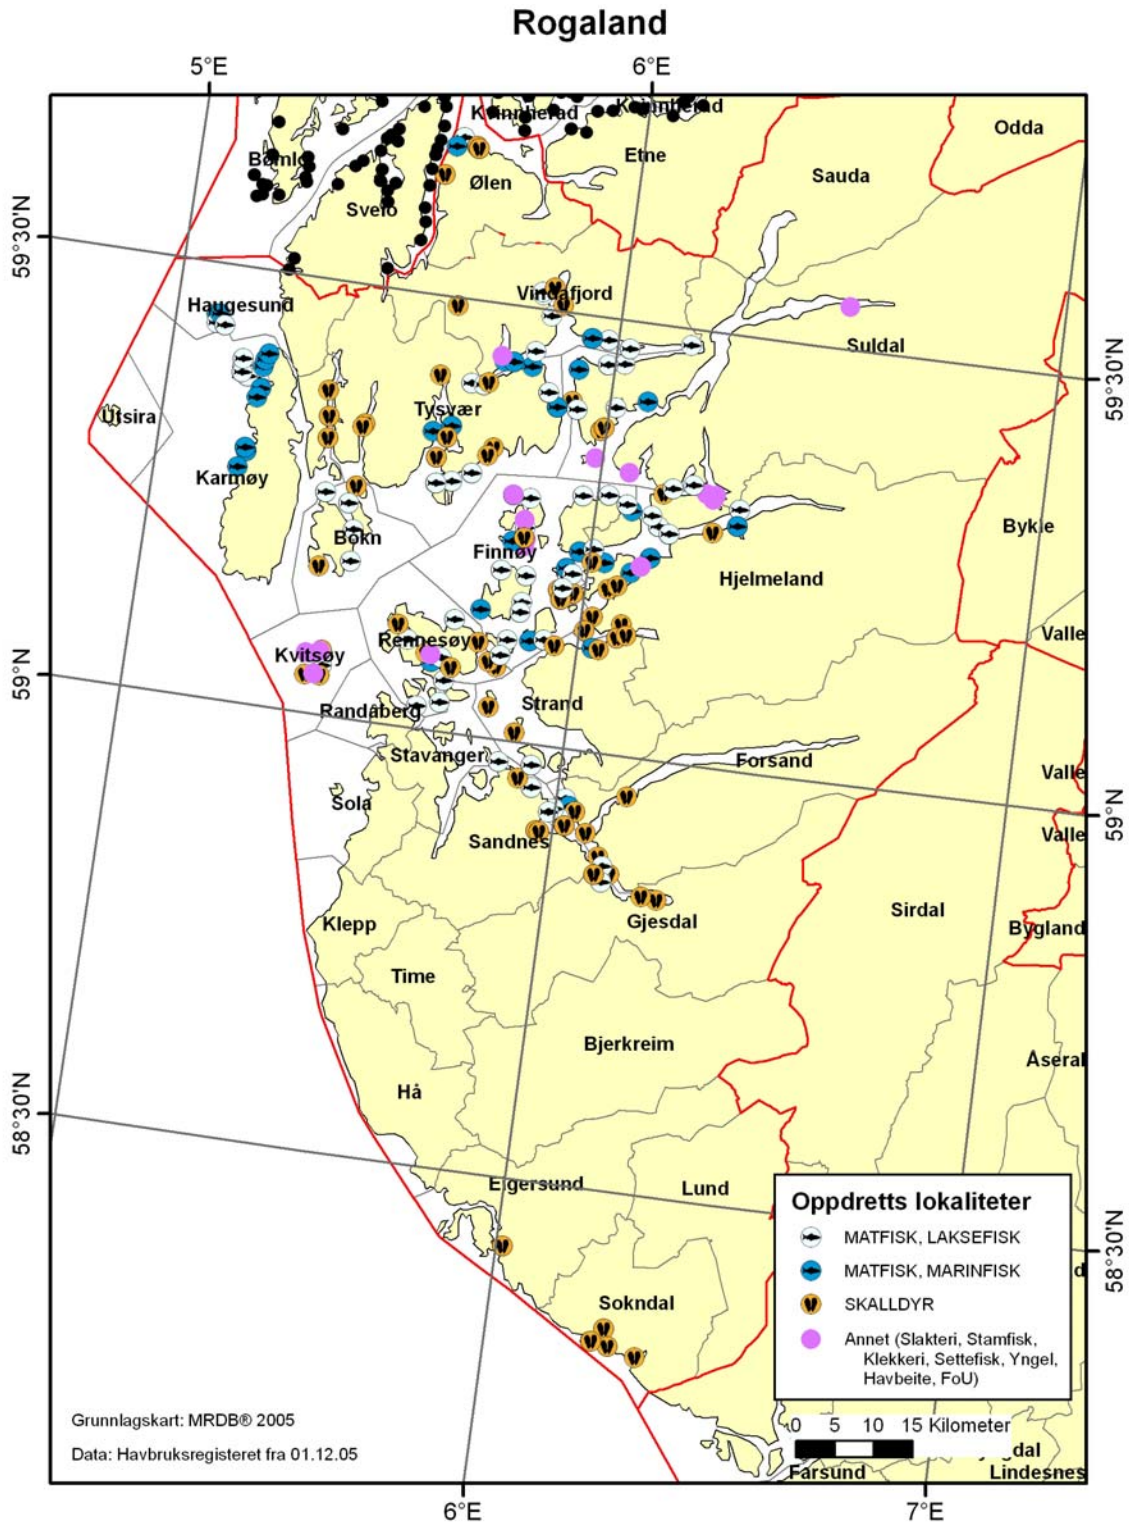 Rogaland
5°E
6°E
Kvinnherad
Kvinnherad
Odda
Bømlo
Etne
Sauda
Ølen
Sveio
59°30'N
Haugesund
Vindafjord
Suldal
59°30'N
Utsira
Tysvær
Karmøy
Bokn
Finnøy
Bykle
Hjelmeland
Rennesøy
Valle
Kvitsøy
59°N
Randaberg
Strand
Stavanger
Forsand
Valle
Sola
Sandnes
Valle
59°N
Klepp
Gjesdal
Sirdal
Bygland
Time
Bjerkreim
Åseral
Hå
58°30'N
Eigersund
Lund
Oppdretts lokaliteter
MATFISK, LAKSEFISK
MATFISK, MARINFISK
d
58°30'N
SKALLDYR
Sokndal
Annet (Slakteri, Stamfisk,
Klekkeri, Settefisk, Yngel,
Havbeite, FoU)
Grunnlagskart: MRDB® 2005
0 5 10 15 Kilometer
Data: Havbruksregisteret fra 01.12.05
dal
Farsund
Lindesnes
6°E
7°E